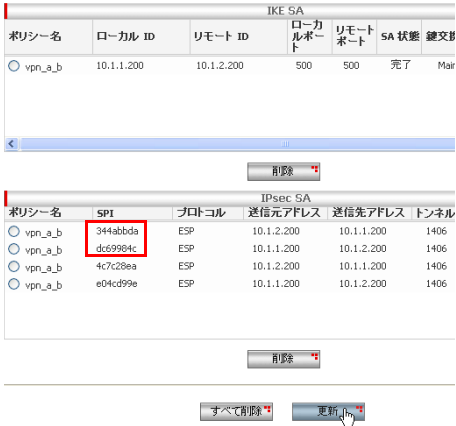 IKE SA
ポリシー名 ローカル ID リモート ID ローカルポート リモートポート SA 状態 鍵交換
vpn_a_b 10.1.1.200 10.1.2.200 500 500 完了 Main
削除
IPsec SA
ポリシー名 SPI プロトコル 送信元アドレス 送信先アドレス トンネル
vpn_a_b 344abbda ESP 10.1.2.200 10.1.1.200 1406
vpn_a_b dc69984c ESP 10.1.1.200 10.1.2.200 1406
vpn_a_b 4c7c28ea ESP 10.1.2.200 10.1.1.200 1406
vpn_a_b e04cd99e ESP 10.1.1.200 10.1.2.200 1406
削除
すべて削除 更新